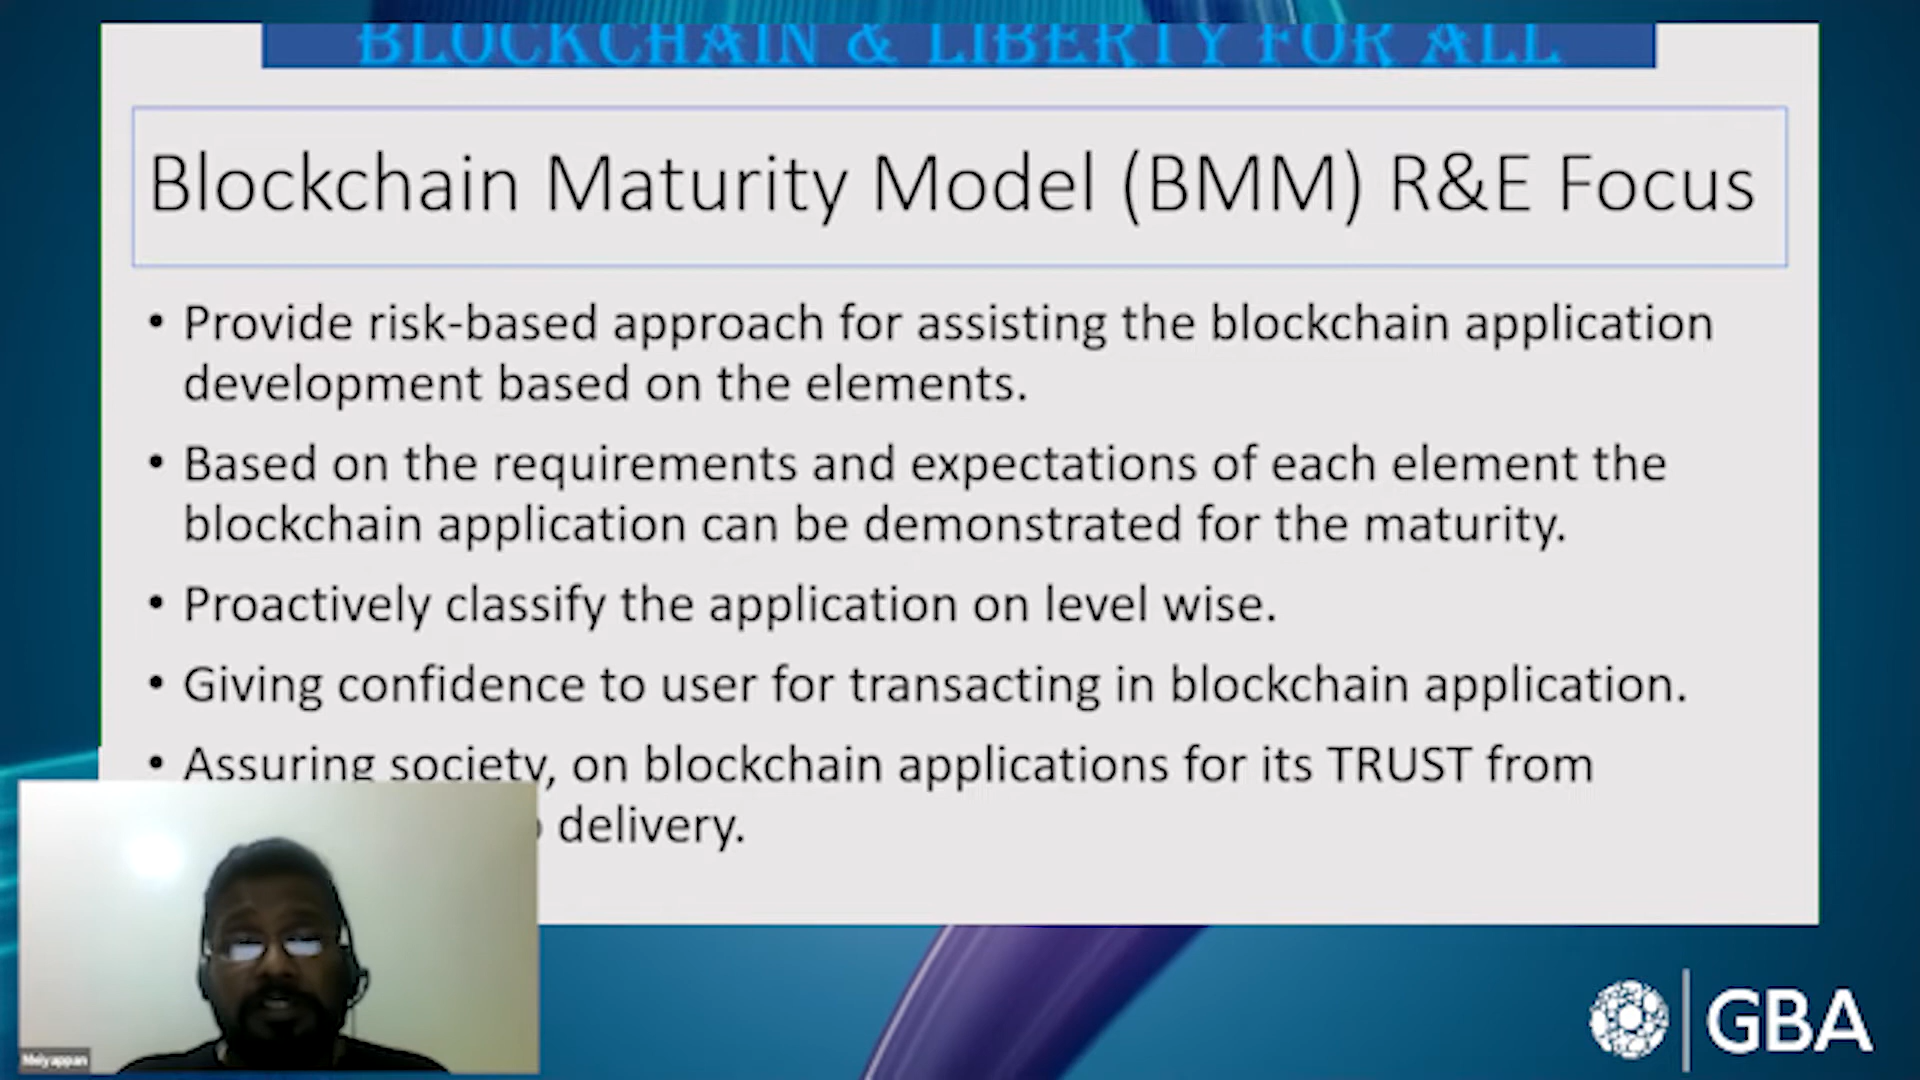 BLOCKCHAIN & LIBERTY FOR ALL
Blockchain Maturity Model (BMM) R&E Focus
• Provide risk-based approach for assisting the blockchain application
development based on the elements.
• Based on the requirements and expectations of each element the
blockchain application can be demonstrated for the maturity.
• Proactively classify the application on level wise.
• Giving confidence to user for transacting in blockchain application.
• Assuring society, on blockchain applications for its TRUST from
delivery.
Meiyappan
GBA